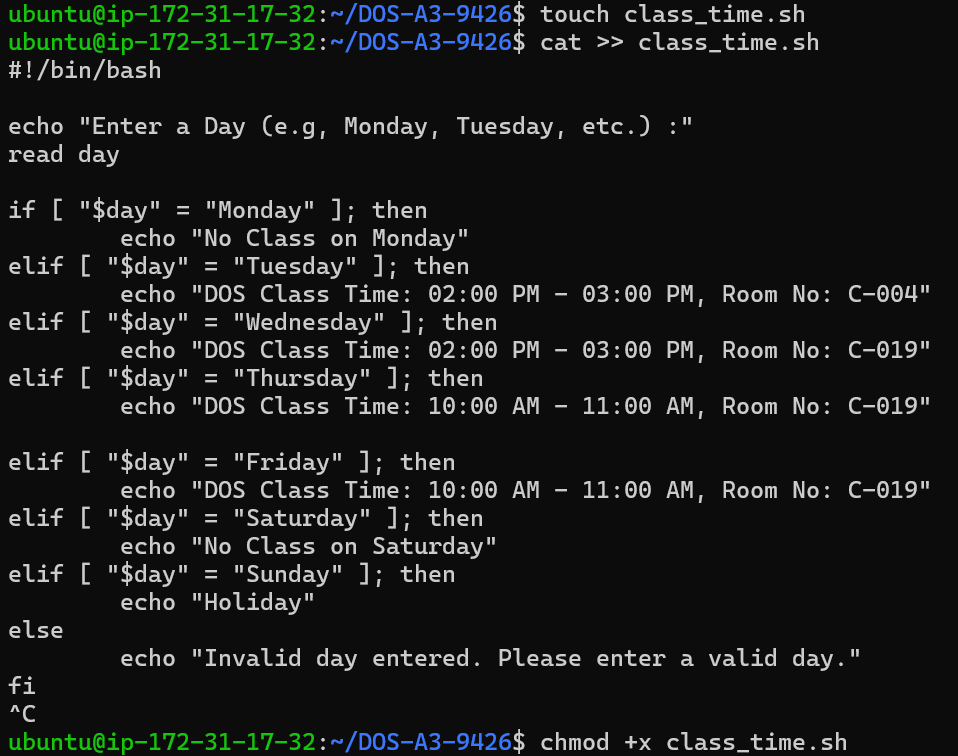 ubuntu@ip-172-31-17-32:~/DOS-A3-9426$ touch class_time.sh
ubuntu@ip-172-31-17-32:~/DOS-A3-9426$ cat >> class_time.sh
#!/bin/bash

echo "Enter a Day (e.g, Monday, Tuesday, etc.) :"
read day

if [ "$day" = "Monday" ]; then
        echo "No Class on Monday"
elif [ "$day" = "Tuesday" ]; then
        echo "DOS Class Time: 02:00 PM - 03:00 PM, Room No: C-004"
elif [ "$day" = "Wednesday" ]; then
        echo "DOS Class Time: 02:00 PM - 03:00 PM, Room No: C-019"
elif [ "$day" = "Thursday" ]; then
        echo "DOS Class Time: 10:00 AM - 11:00 AM, Room No: C-019"

elif [ "$day" = "Friday" ]; then
        echo "DOS Class Time: 10:00 AM - 11:00 AM, Room No: C-019"
elif [ "$day" = "Saturday" ]; then
        echo "No Class on Saturday"
elif [ "$day" = "Sunday" ]; then
        echo "Holiday"
else
        echo "Invalid day entered. Please enter a valid day."
fi
^C
ubuntu@ip-172-31-17-32:~/DOS-A3-9426$ chmod +x class_time.sh